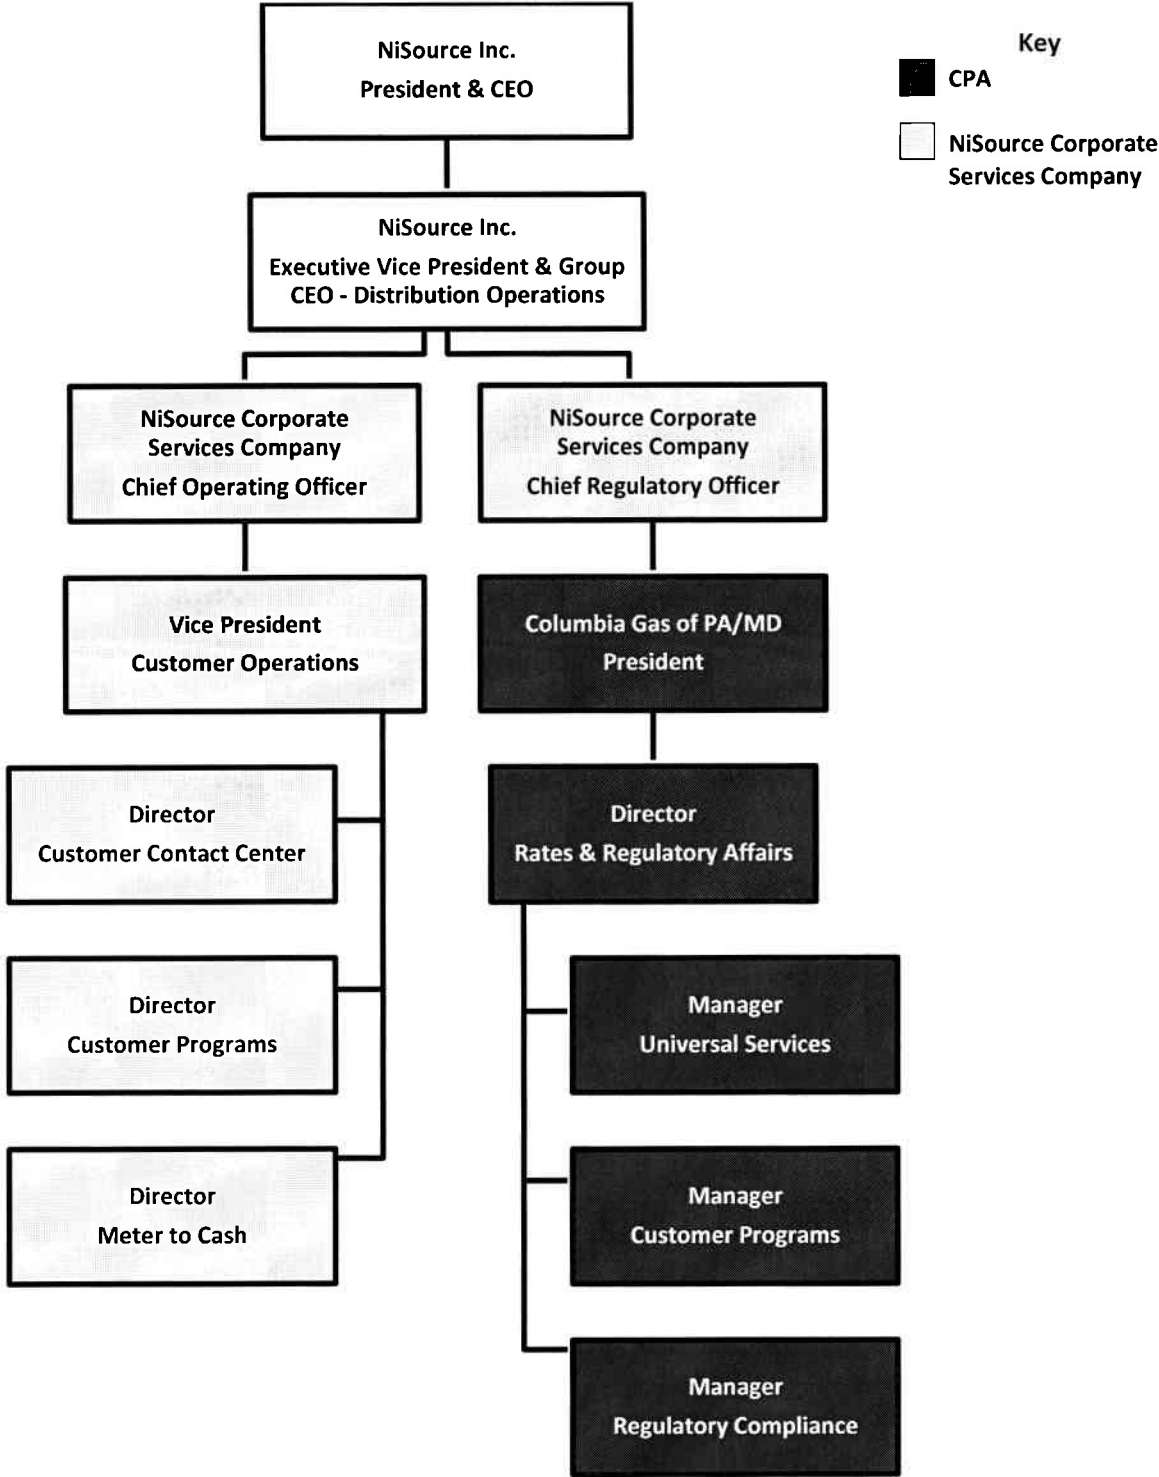 NiSource Inc.
President & CEO
Key
CPA
NiSource Corporate
Services Company
NiSource Inc.
Executive Vice President & Group
CEO - Distribution Operations
NiSource Corporate
Services Company
Chief Operating Officer
NiSource Corporate
Services Company
Chief Regulatory Officer
Vice President
Customer Operations
Columbia Gas of PA/MD
President
Director
Customer Contact Center
Director
Rates & Regulatory Affairs
Director
Customer Programs
Manager
Universal Services
Director
Meter to Cash
Manager
Customer Programs
Manager
Regulatory Compliance